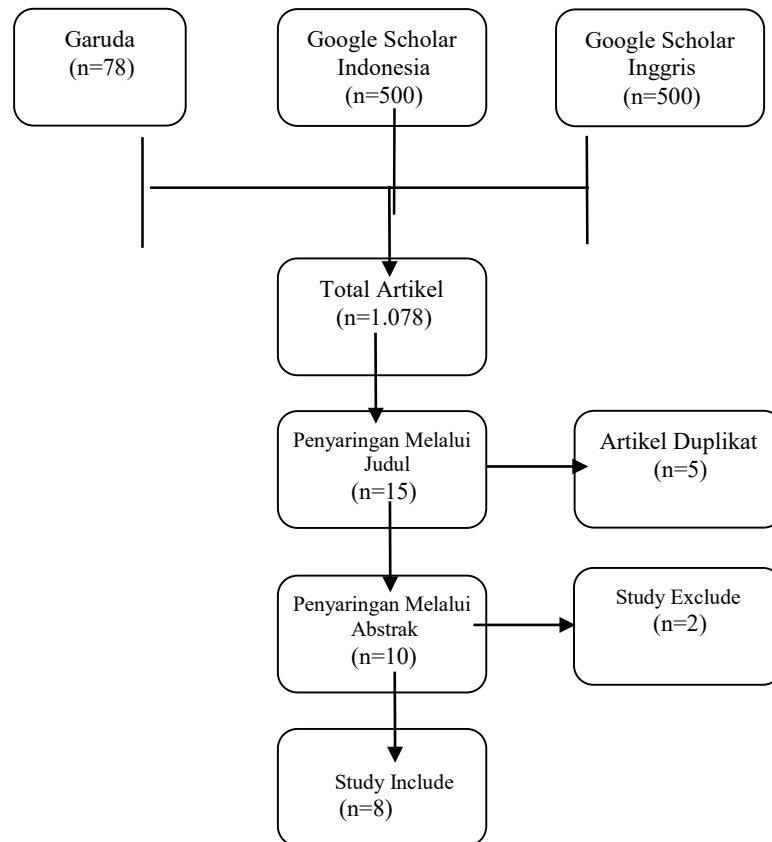 Garuda
(n=78)
Google Scholar
Indonesia
(n=500)
Google Scholar
Inggris
(n=500)
Total Artikel
(n=1.078)
Penyaringan Melalui
Judul
(n=15)
Artikel Duplikat
(n=5)
Penyaringan Melalui
Abstrak
(n=10)
Study Exclude
(n=2)
Study Include
(n=8)